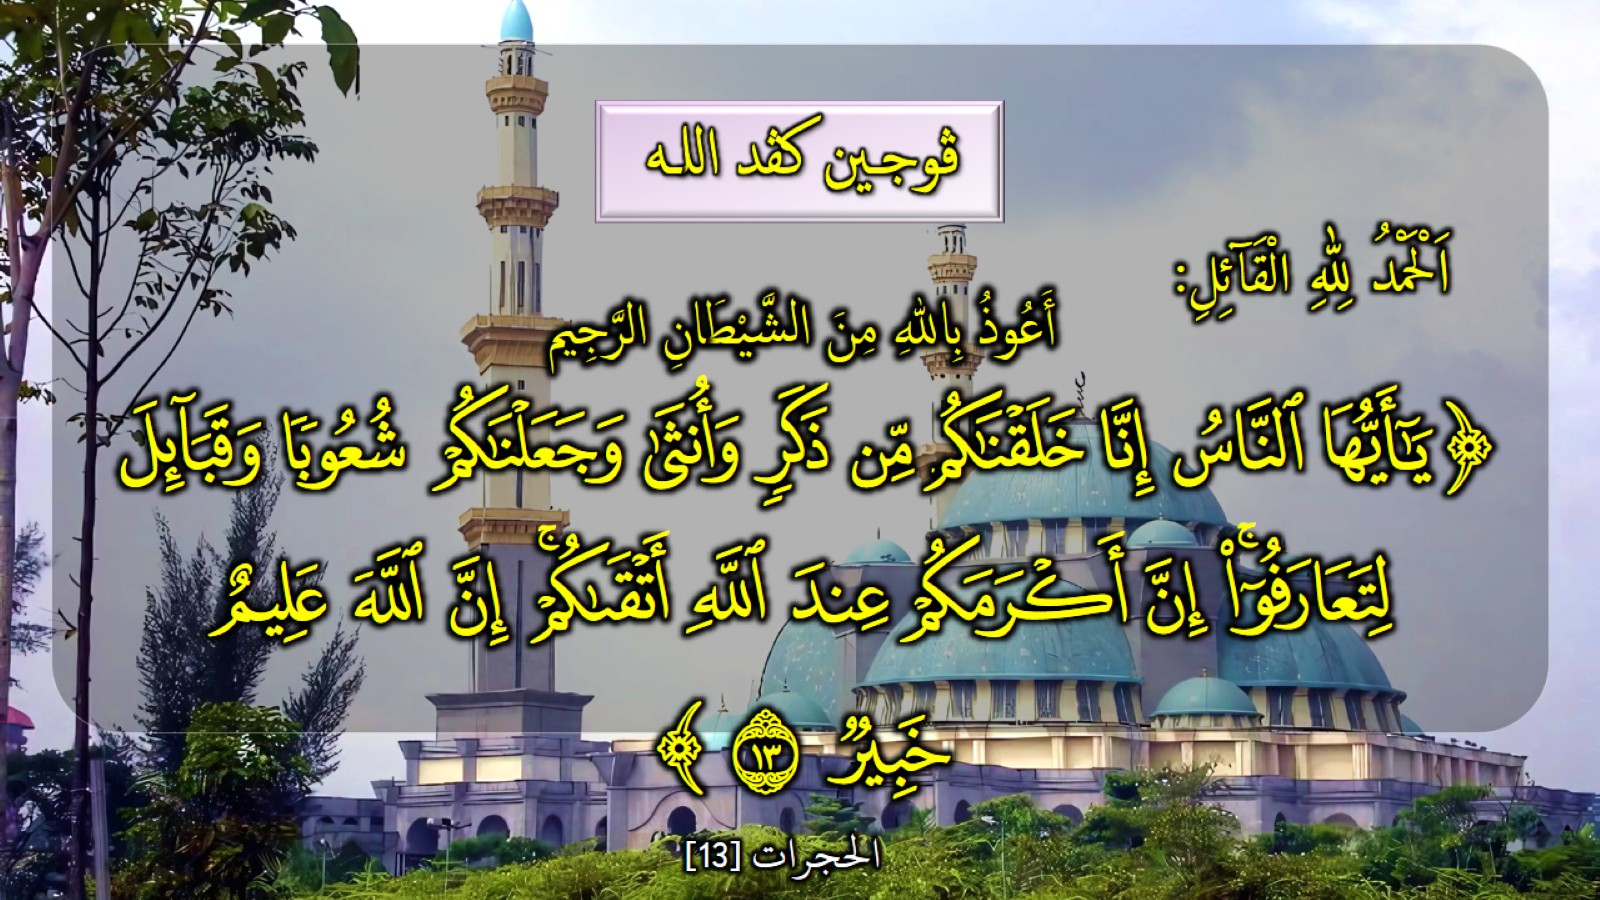 ڤوجين كڤد الله
اَلْحَمْدُ لِلّٰهِ الْقَآئِلِ:
أَعُوذُ بِاللهِ مِنَ الشَّيْطَانِ الرَّجِيمِ
﴿ يَٰٓأَيُّهَا ٱلنَّاسُ إِنَّا خَلَقْنَٰكُم مِّن ذَكَرٍ وَأُنثَىٰ وَجَعَلْنَٰكُمْ شُعُوبًا وَقَبَآئِلَ
لِتَعَارَفُوٓا۟ ۚ إِنَّ أَكْرَمَكُمْ عِندَ ٱللَّهِ أَتْقَىٰكُمْ ۚ إِنَّ ٱللَّهَ عَلِيمٌ
خَبِيرٌ ١٣ ﴾
الحجرات [13]